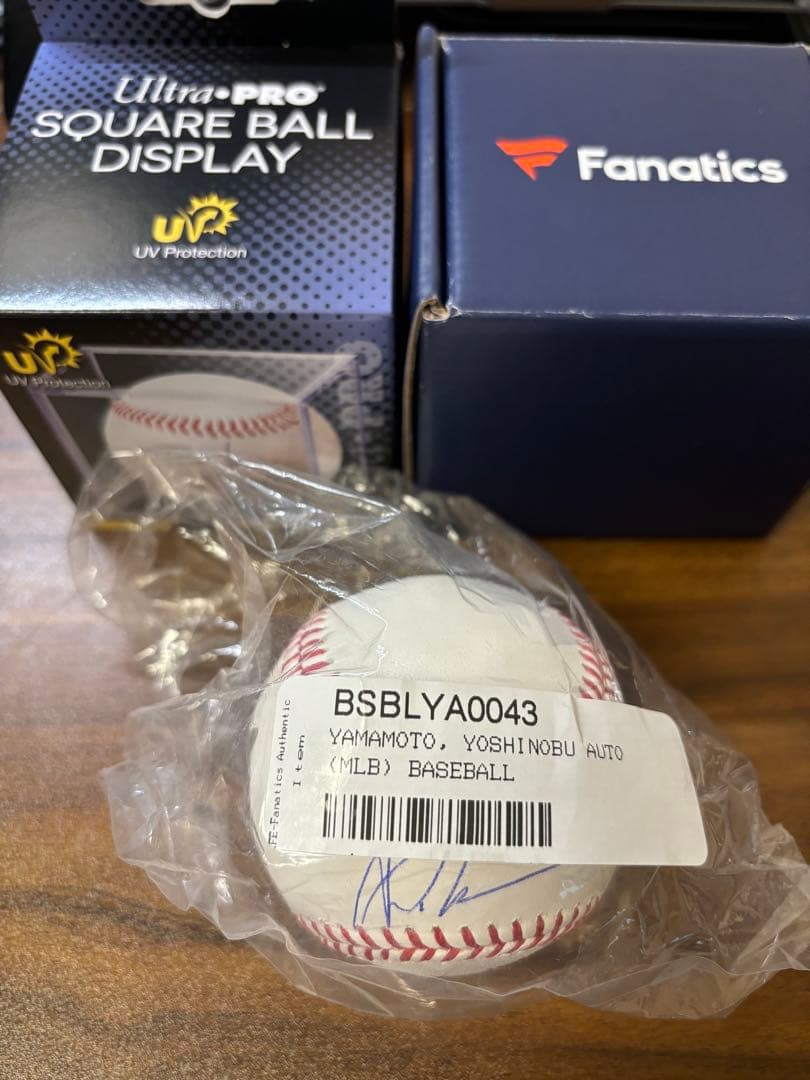 Ultra•PRO®
SQUARE BALL
DISPLAY
UV
UV Protection
Fanatics
UV
UV Protection
BSBLYA0043
YAMAMOTO, YOSHINOBU AUTO
(MLB) BASEBALL
FE-Fanatics Authentic
Item